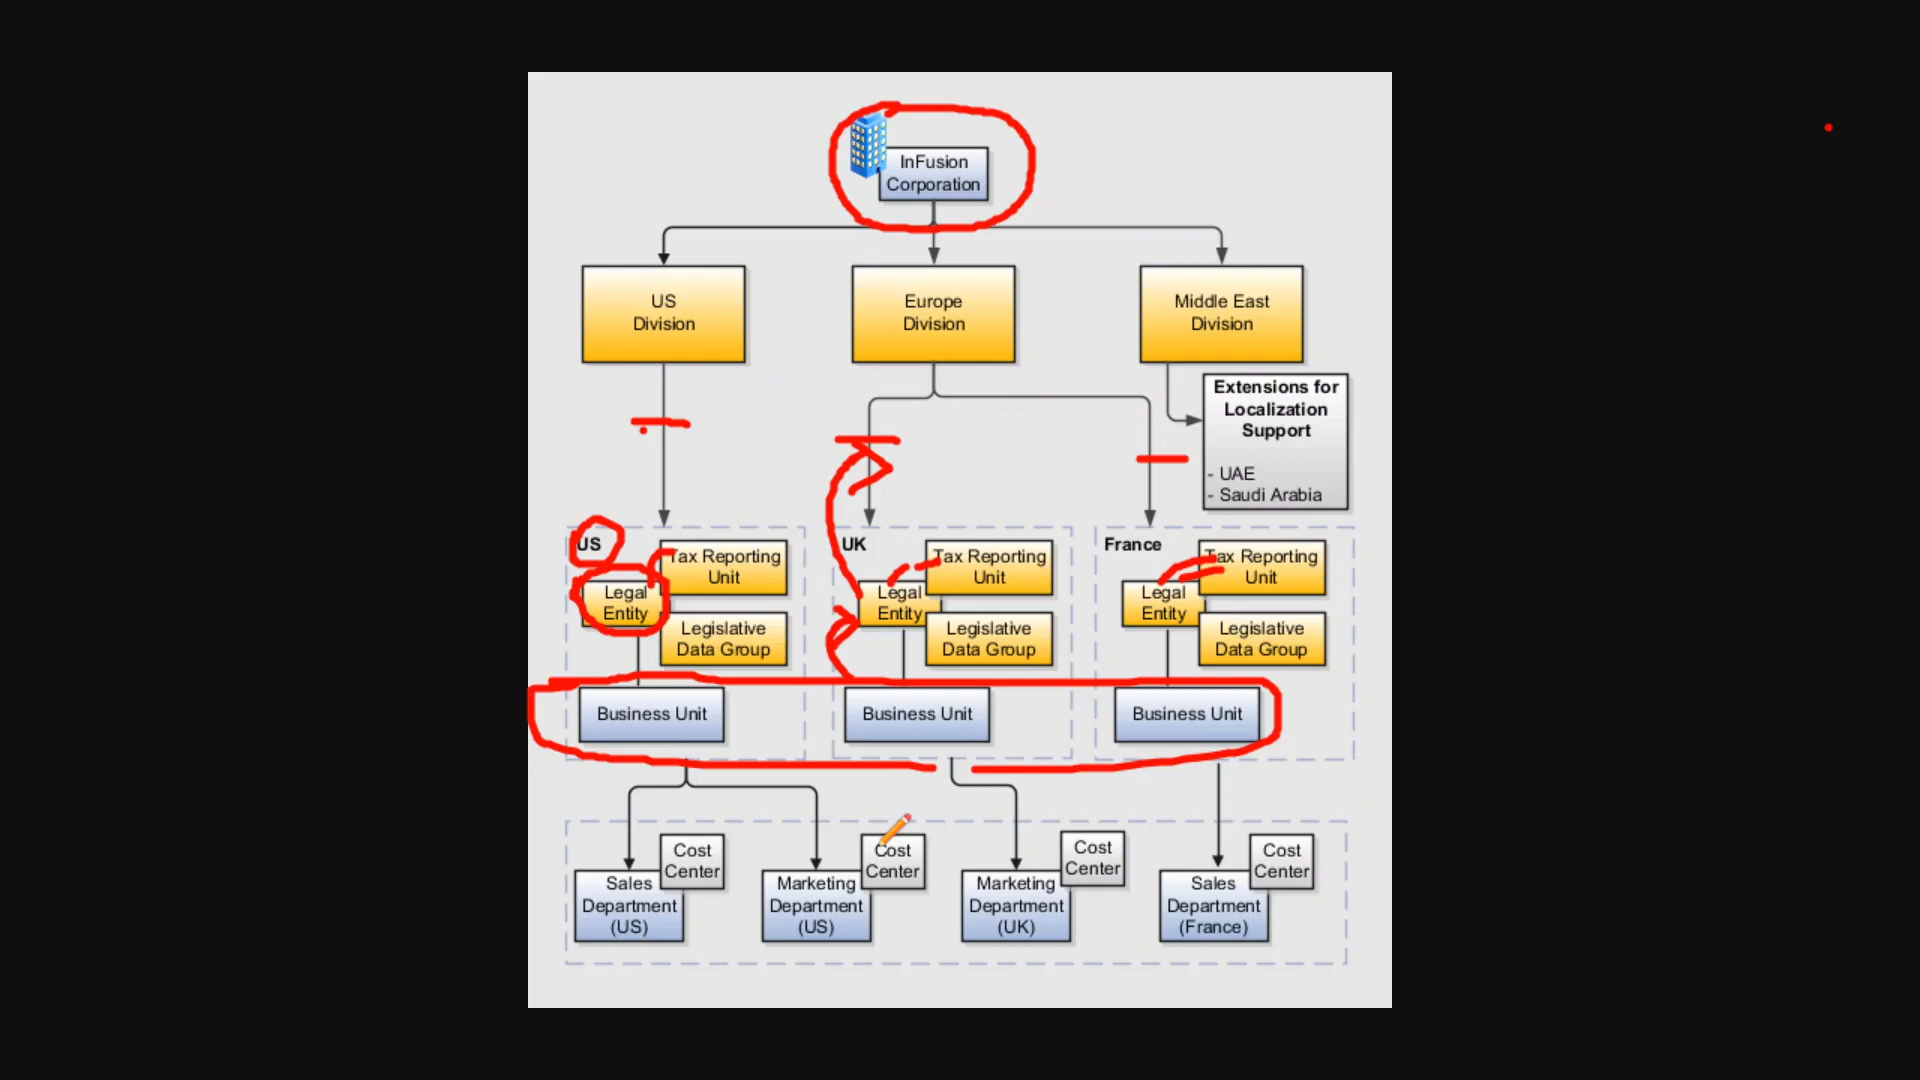 InFusion
Corporation
US
Division
Europe
Division
Middle East
Division
Extensions for
Localization
Support
- UAE
- Saudi Arabia
US
Tax Reporting
Unit
Legal
Entity
Legislative
Data Group
Business Unit
UK
Tax Reporting
Unit
Legal
Entity
Legislative
Data Group
Business Unit
France
Tax Reporting
Unit
Legal
Entity
Legislative
Data Group
Business Unit
Cost
Center
Sales
Department
(US)
Cost
Center
Marketing
Department
(US)
Cost
Center
Marketing
Department
(UK)
Cost
Center
Sales
Department
(France)